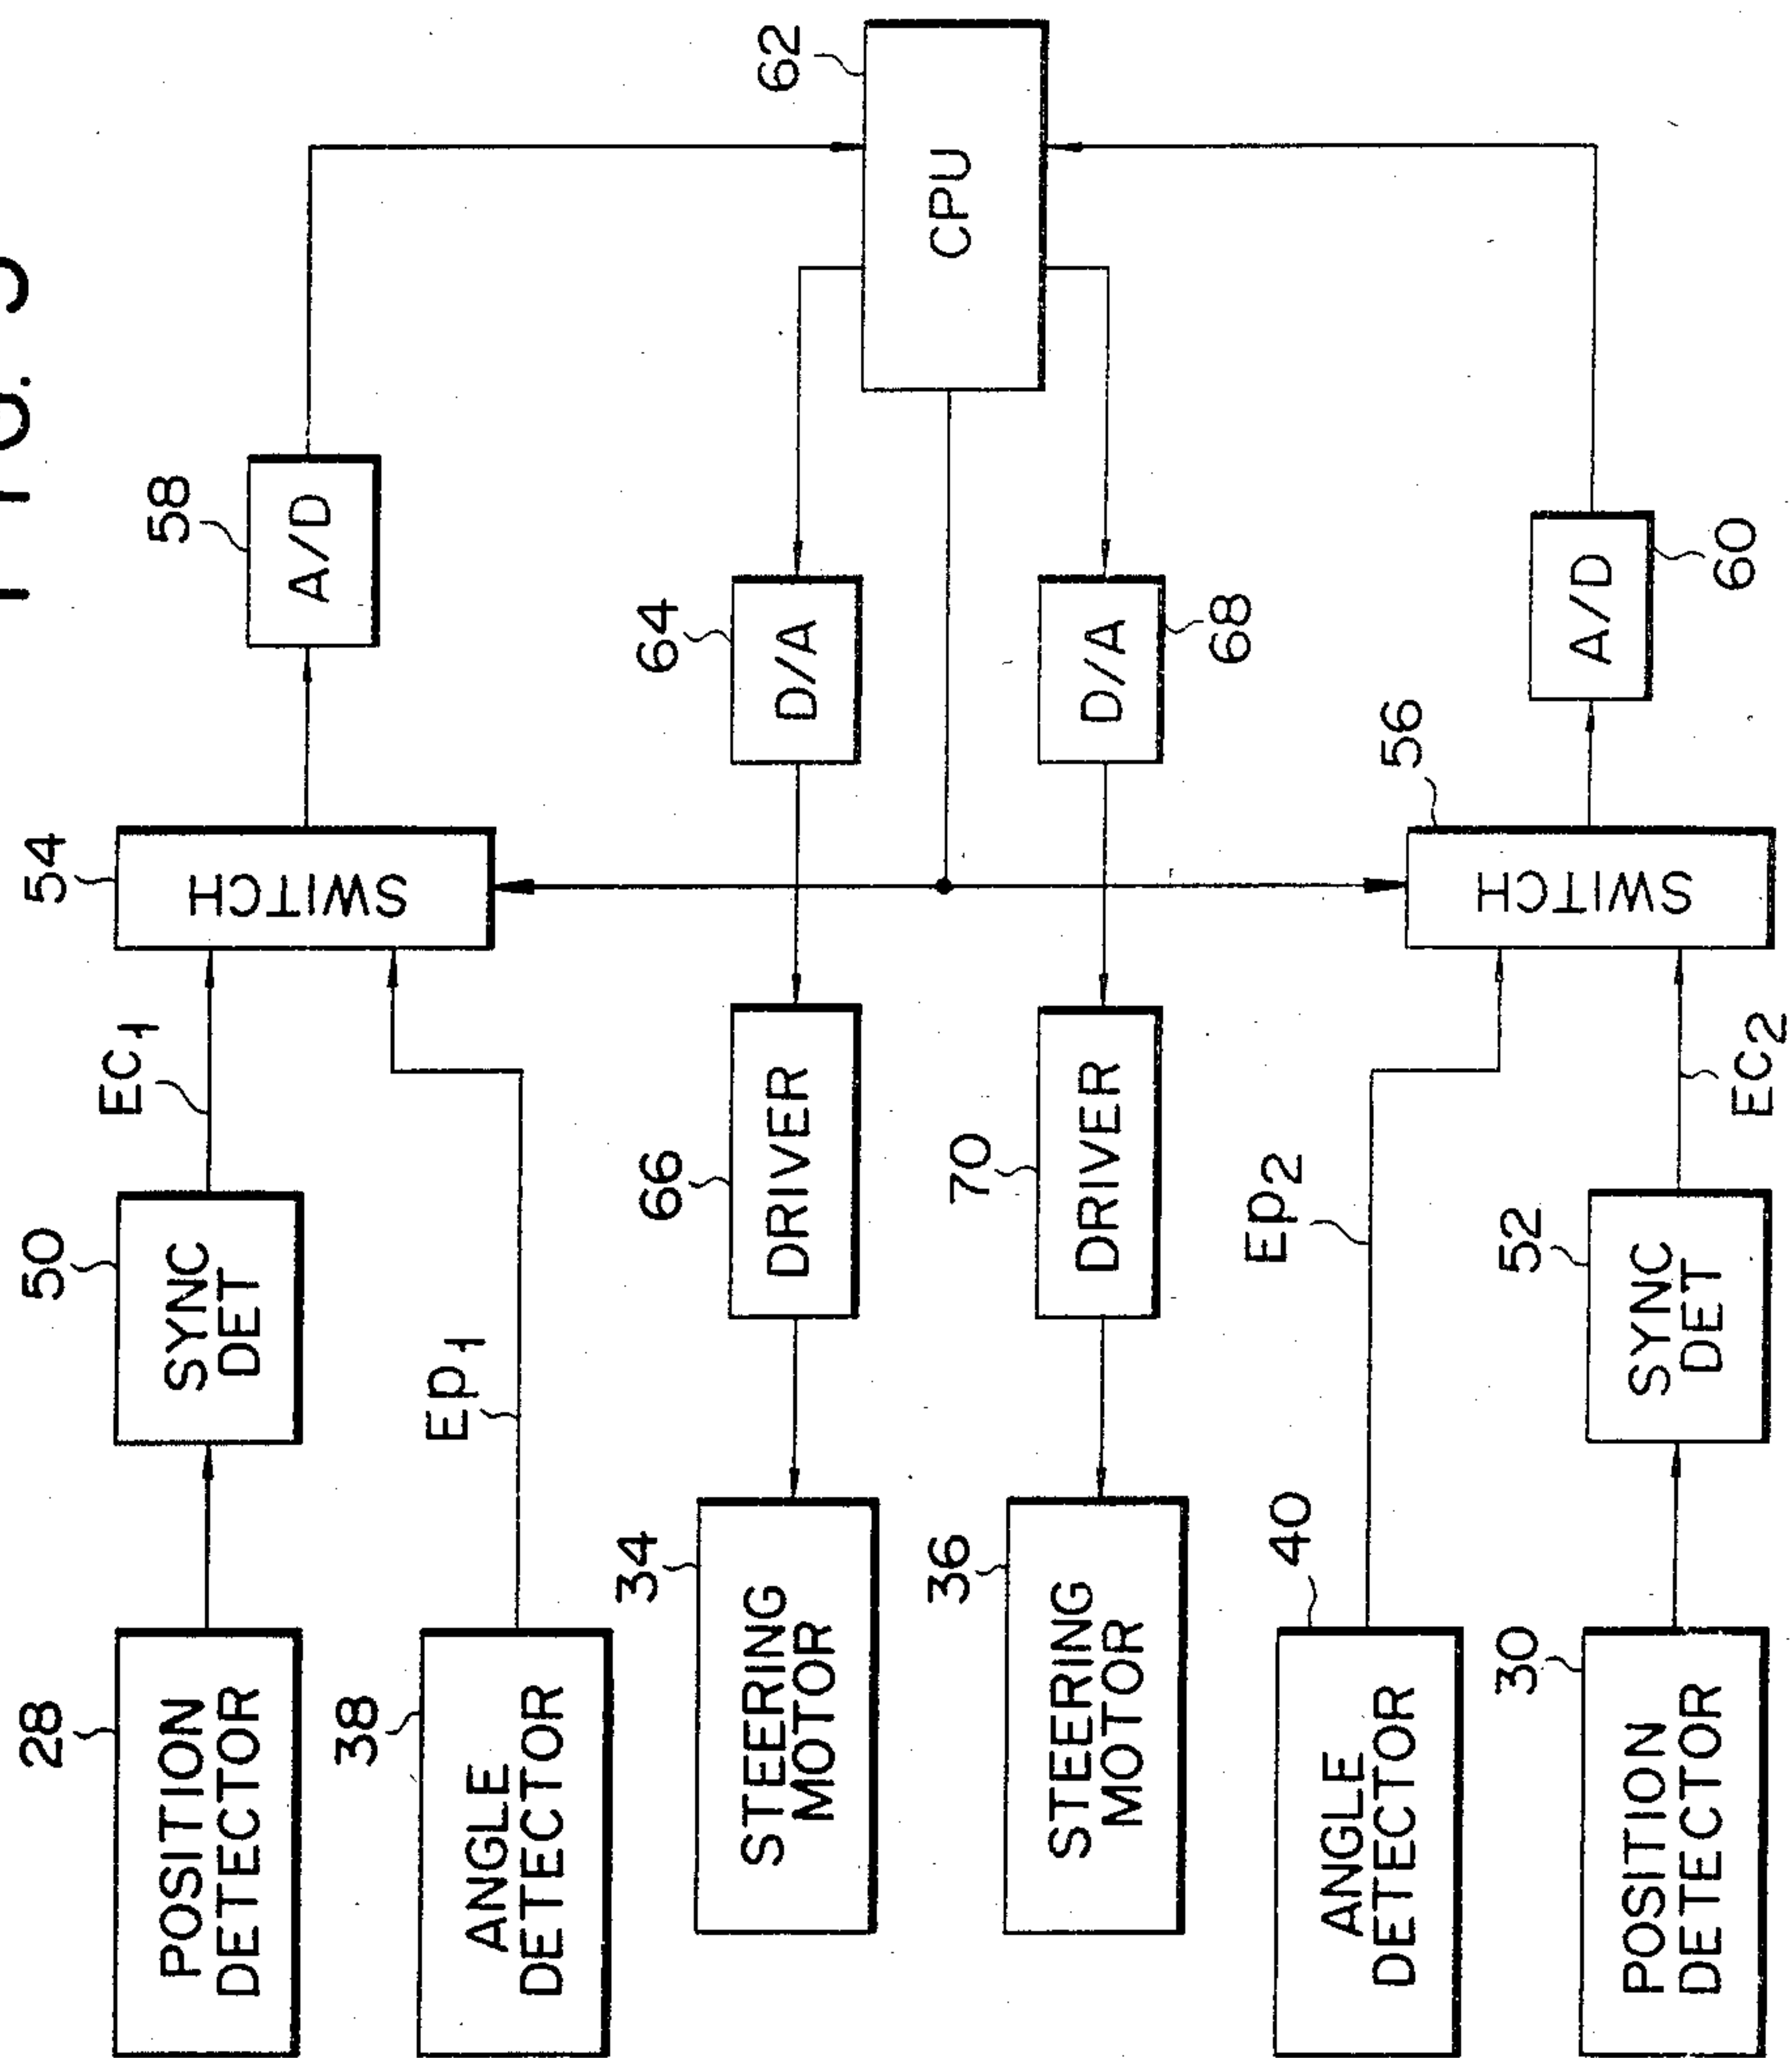 28
POSITION
DETECTOR
50
SYNC
DET
Ec1
54
SWITCH
58
A/D
38
ANGLE
DETECTOR
Ep1
34
STEERING
MOTOR
66
DRIVER
64
D/A
62
CPU
36
STEERING
MOTOR
70
DRIVER
D/A
68
40
ANGLE
DETECTOR
Ep2
56
SWITCH
A/D
60
30
POSITION
DETECTOR
52
SYNC
DET
Ec2